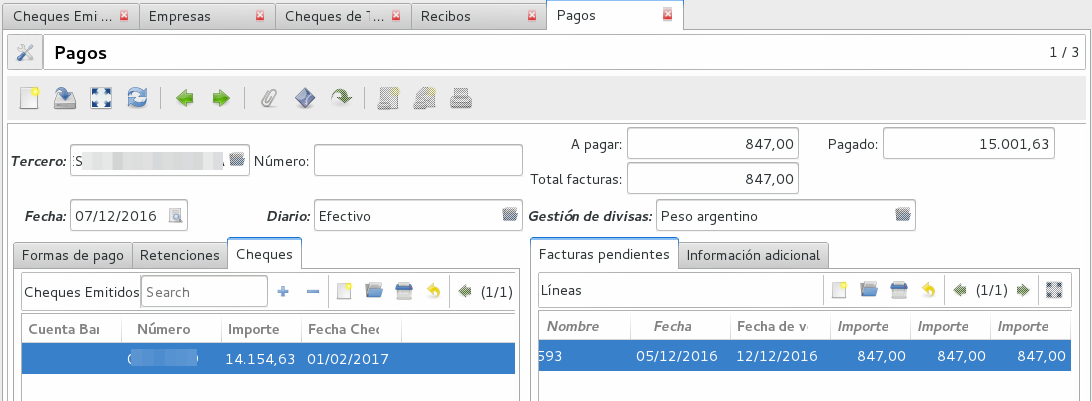 Cheques Emi ... Empresas Cheques de T... Recibos Pagos
Pagos 1 / 3
A pagar: 847,00 Pagado: 15.001,63
Tercero: Número:
Total facturas: 847,00
Fecha: 07/12/2016 Diario: Efectivo Gestión de divisas: Peso argentino
Formas de pago Retenciones Cheques Facturas pendientes Información adicional
Cheques Emitidos Search (1/1) Líneas (1/1)
Cuenta Ban Número Importe Fecha Chec Nombre Fecha Fecha de v Importe Importe Importe
14.154,63 01/02/2017 593 05/12/2016 12/12/2016 847,00 847,00 847,00